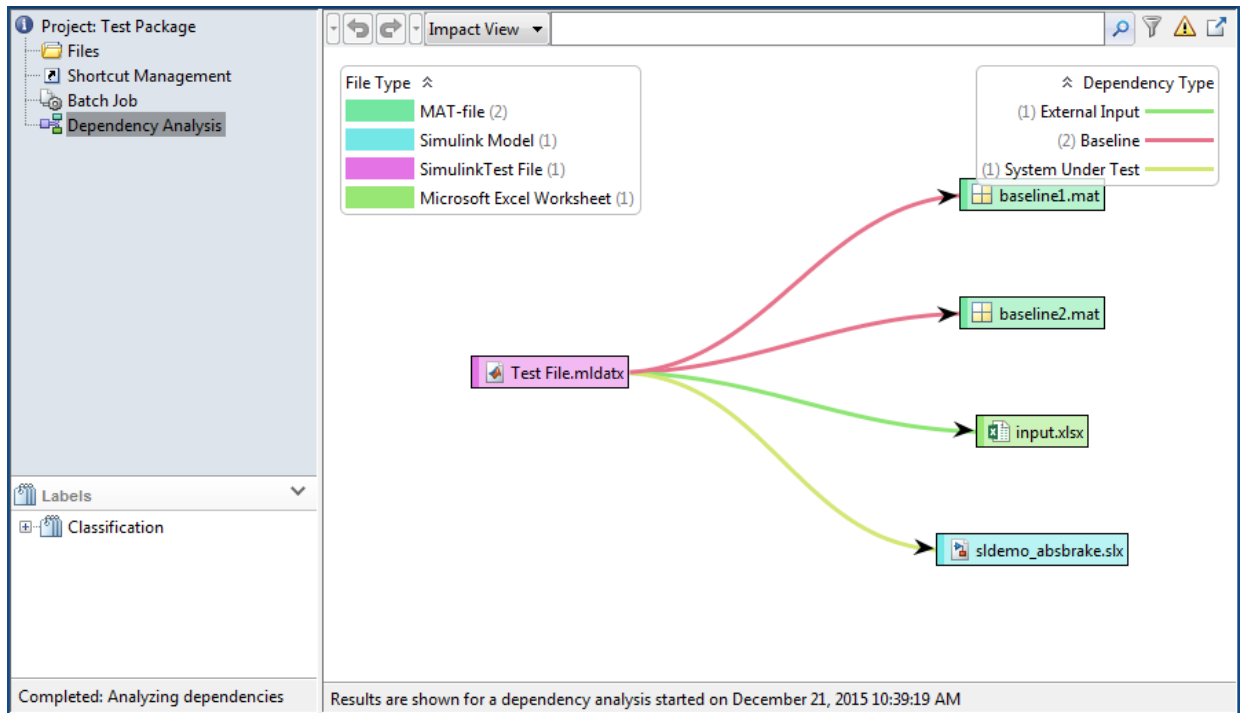 Project: Test Package
Files
Shortcut Management
Batch Job
Dependency Analysis
Labels
Classification
Completed: Analyzing dependencies
Impact View
File Type
MAT-file (2)
Simulink Model (1)
SimulinkTest File (1)
Microsoft Excel Worksheet (1)
Dependency Type
(1) External Input
(2) Baseline
(1) System Under Test
baseline1.mat
baseline2.mat
Test File.mldatx
input.xlsx
sldemo_absbrake.slx
Results are shown for a dependency analysis started on December 21, 2015 10:39:19 AM